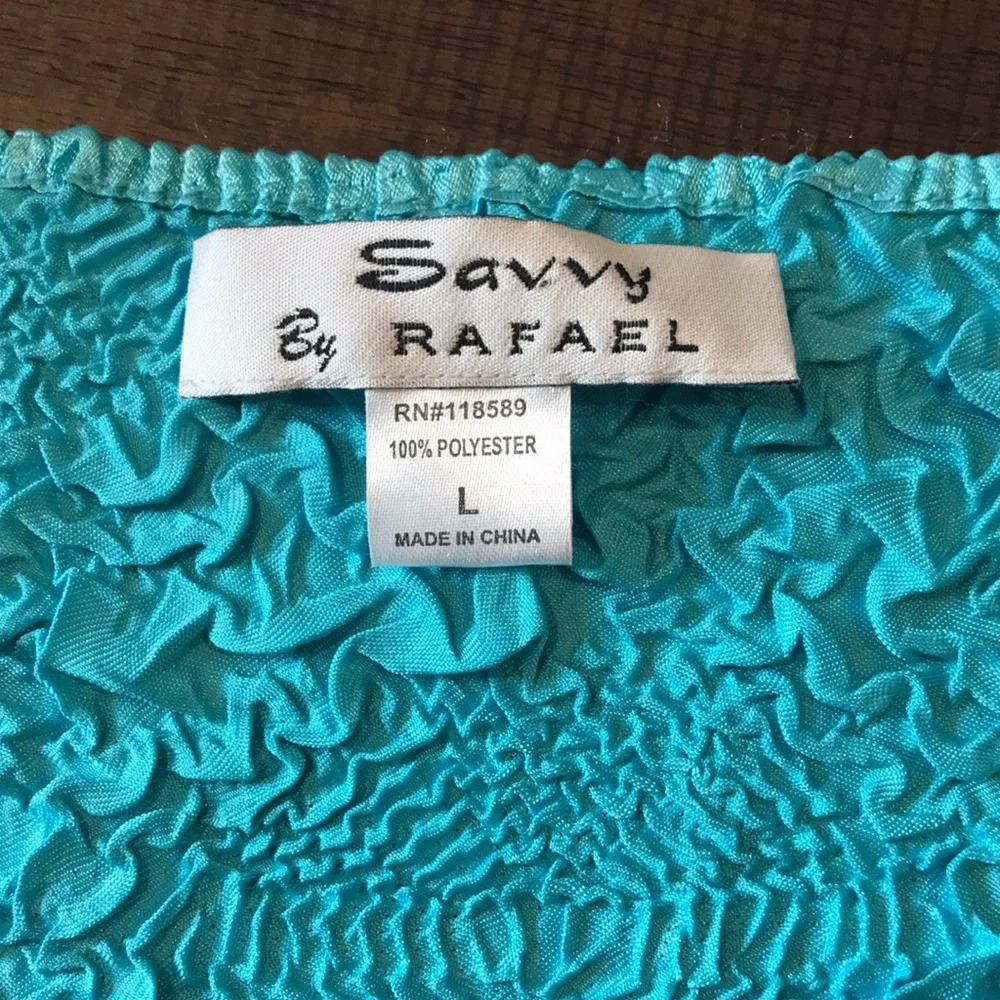 Savvy
By RAFAEL
RN#118589
100% POLYESTER
L
MADE IN CHINA